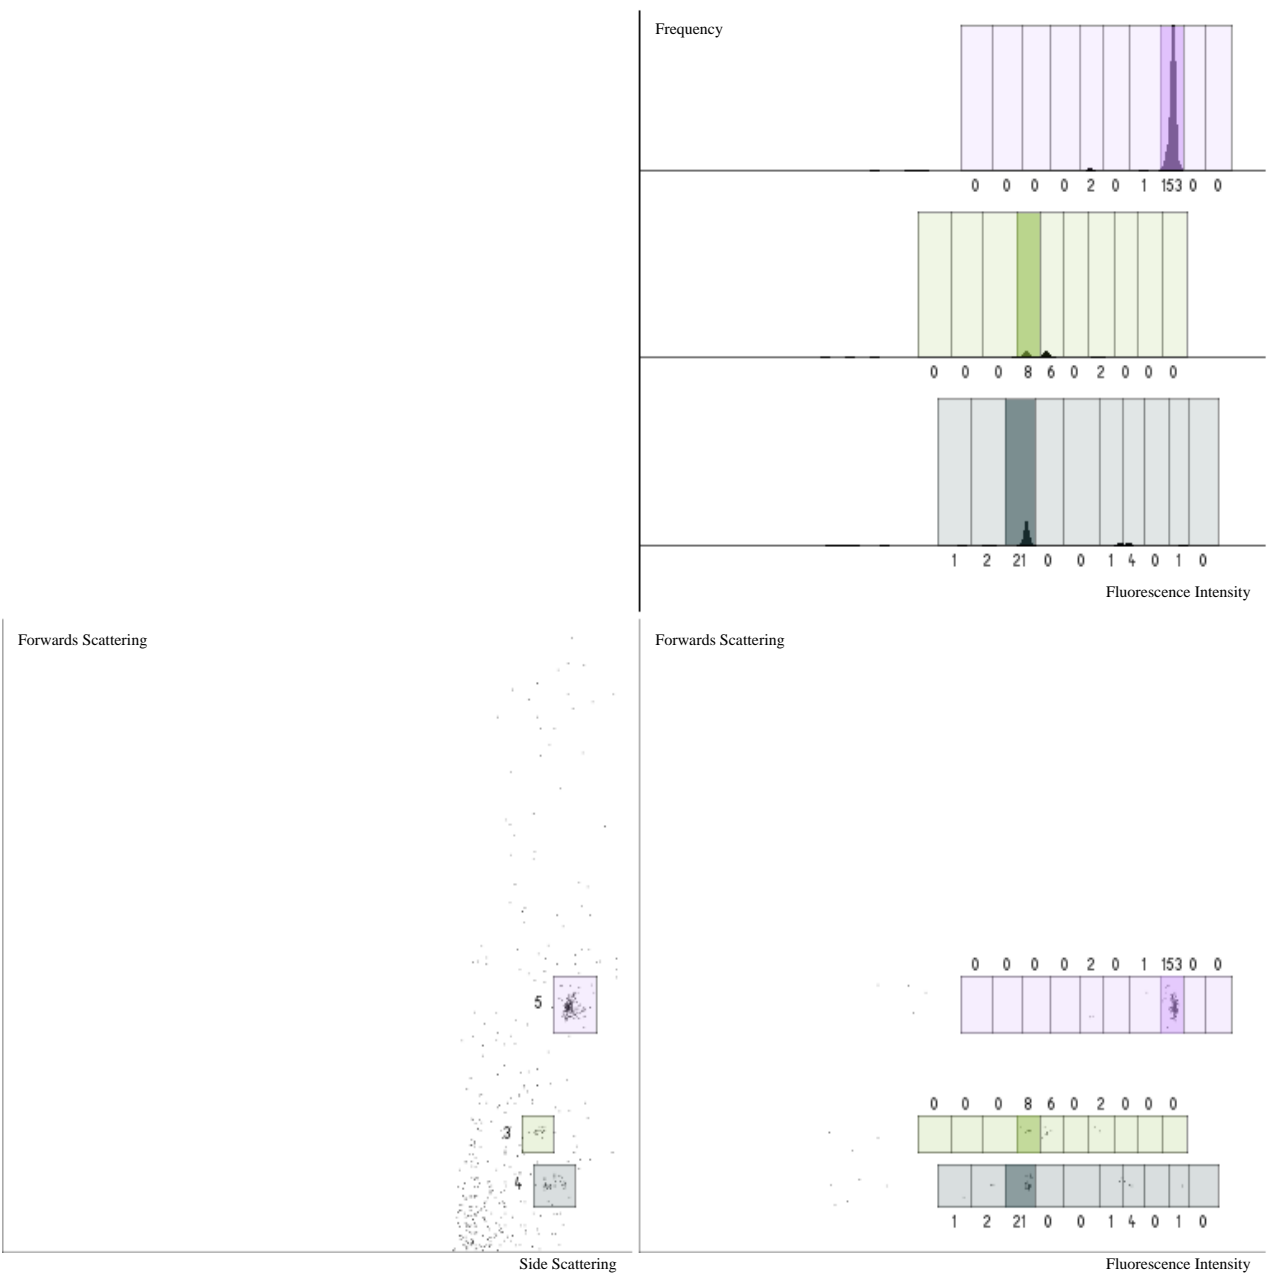 Frequency
0 0 0 0 2 0 1 153 0 0
0 0 0 8 6 0 2 0 0 0
1 2 21 0 0 1 4 0 1 0
Fluorescence Intensity
Forwards Scattering
5
3
4
Side Scattering
Forwards Scattering
0 0 0 0 2 0 1 153 0 0
0 0 0 8 6 0 2 0 0 0
1 2 21 0 0 1 4 0 1 0
Fluorescence Intensity